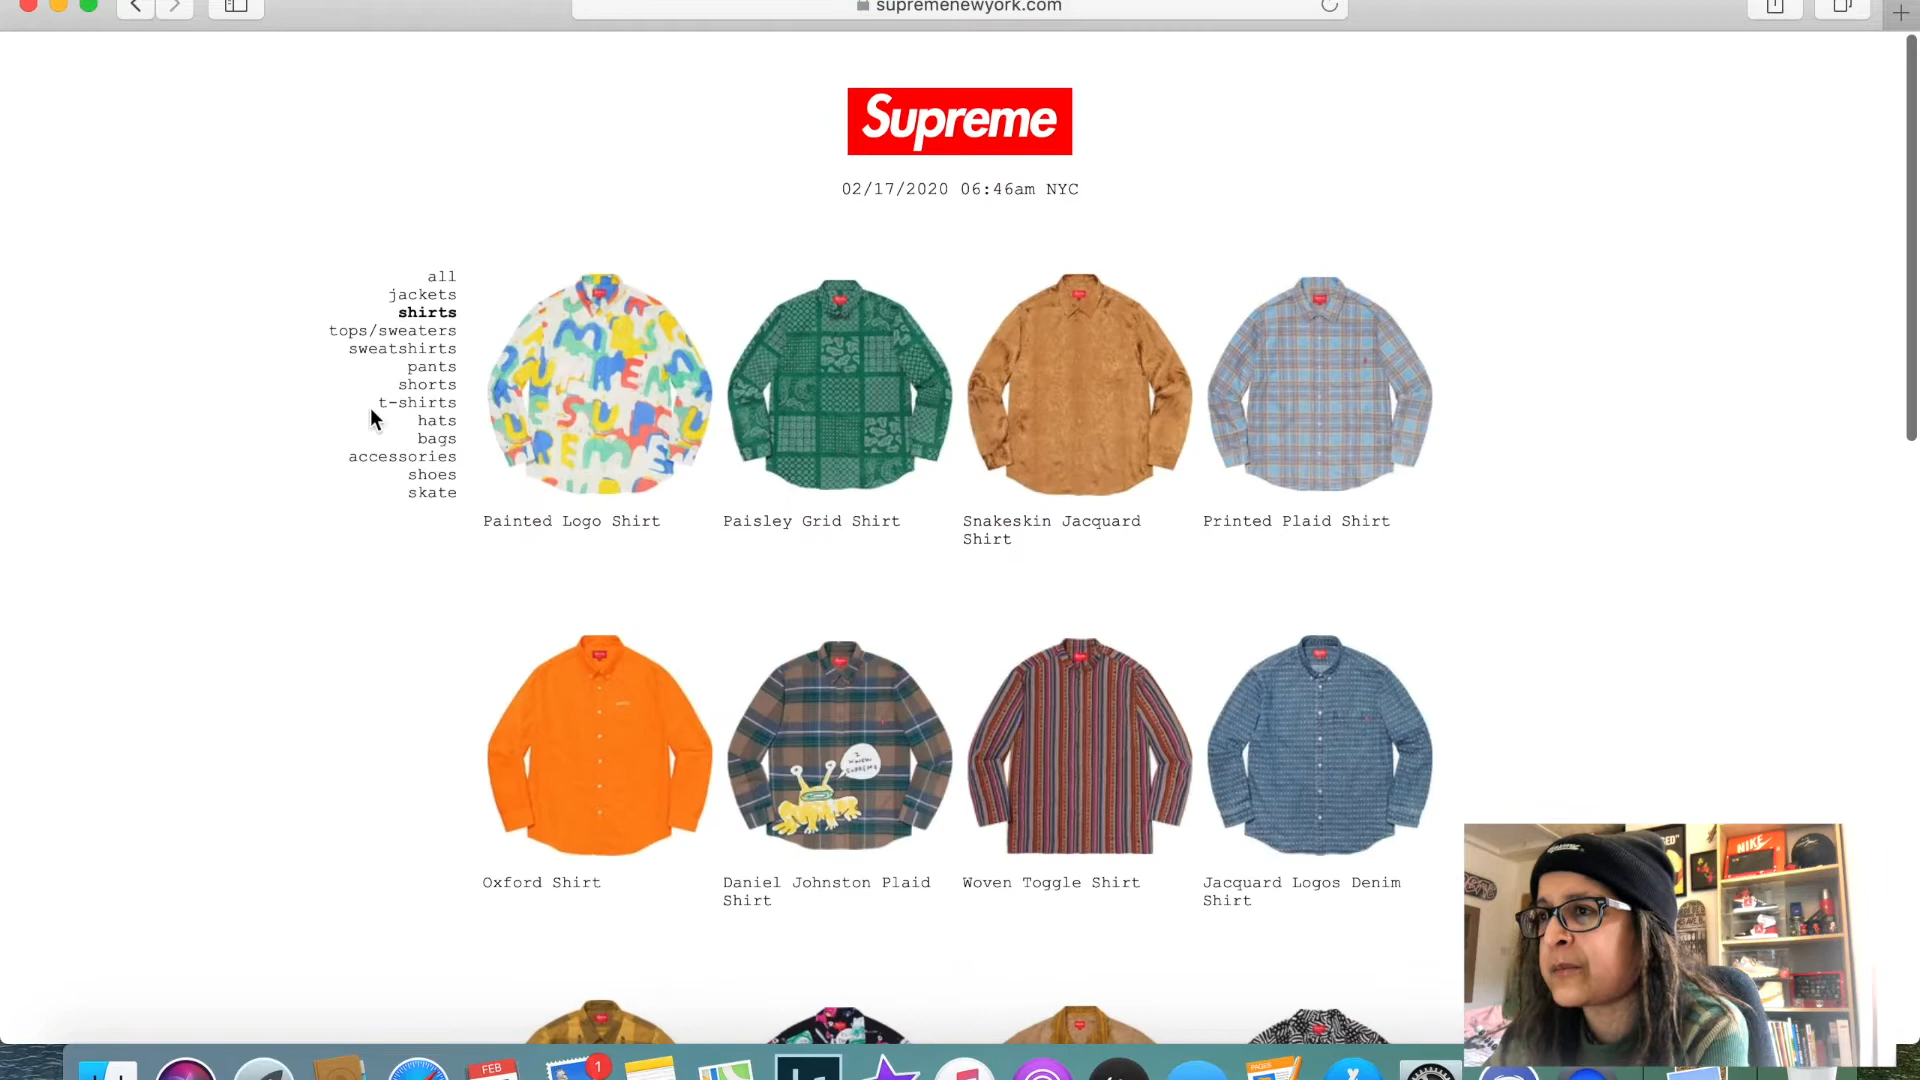 supremenewyork.com
Supreme
02/17/2020 06:46am NYC
all
jackets
shirts
tops/sweaters
sweatshirts
pants
shorts
t-shirts
hats
bags
accessories
shoes
skate
Painted Logo Shirt
Paisley Grid Shirt
Snakeskin Jacquard
Shirt
Printed Plaid Shirt
Oxford Shirt
Daniel Johnston Plaid
Shirt
Woven Toggle Shirt
Jacquard Logos Denim
Shirt
NIKE
FEB
1
PAGES